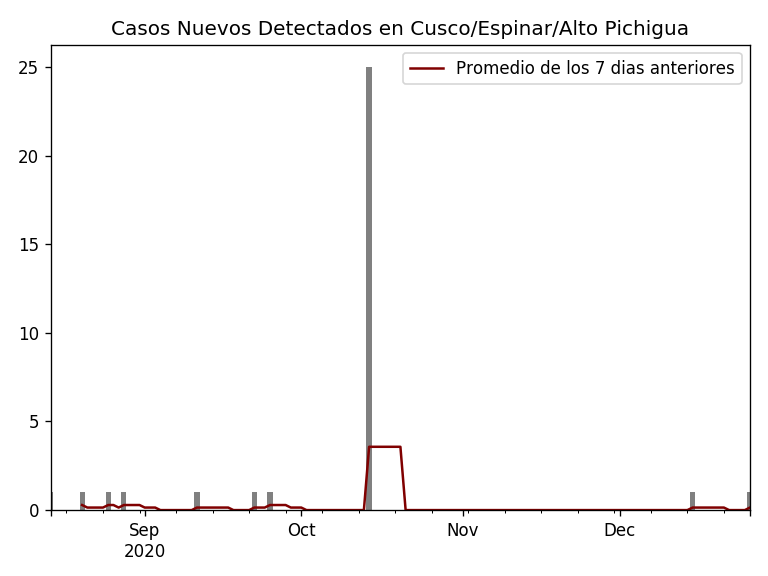 Casos Nuevos Detectados en Cusco/Espinar/Alto Pichigua
Promedio de los 7 dias anteriores
25
20
15
10
5
0
Sep
2020
Oct
Nov
Dec